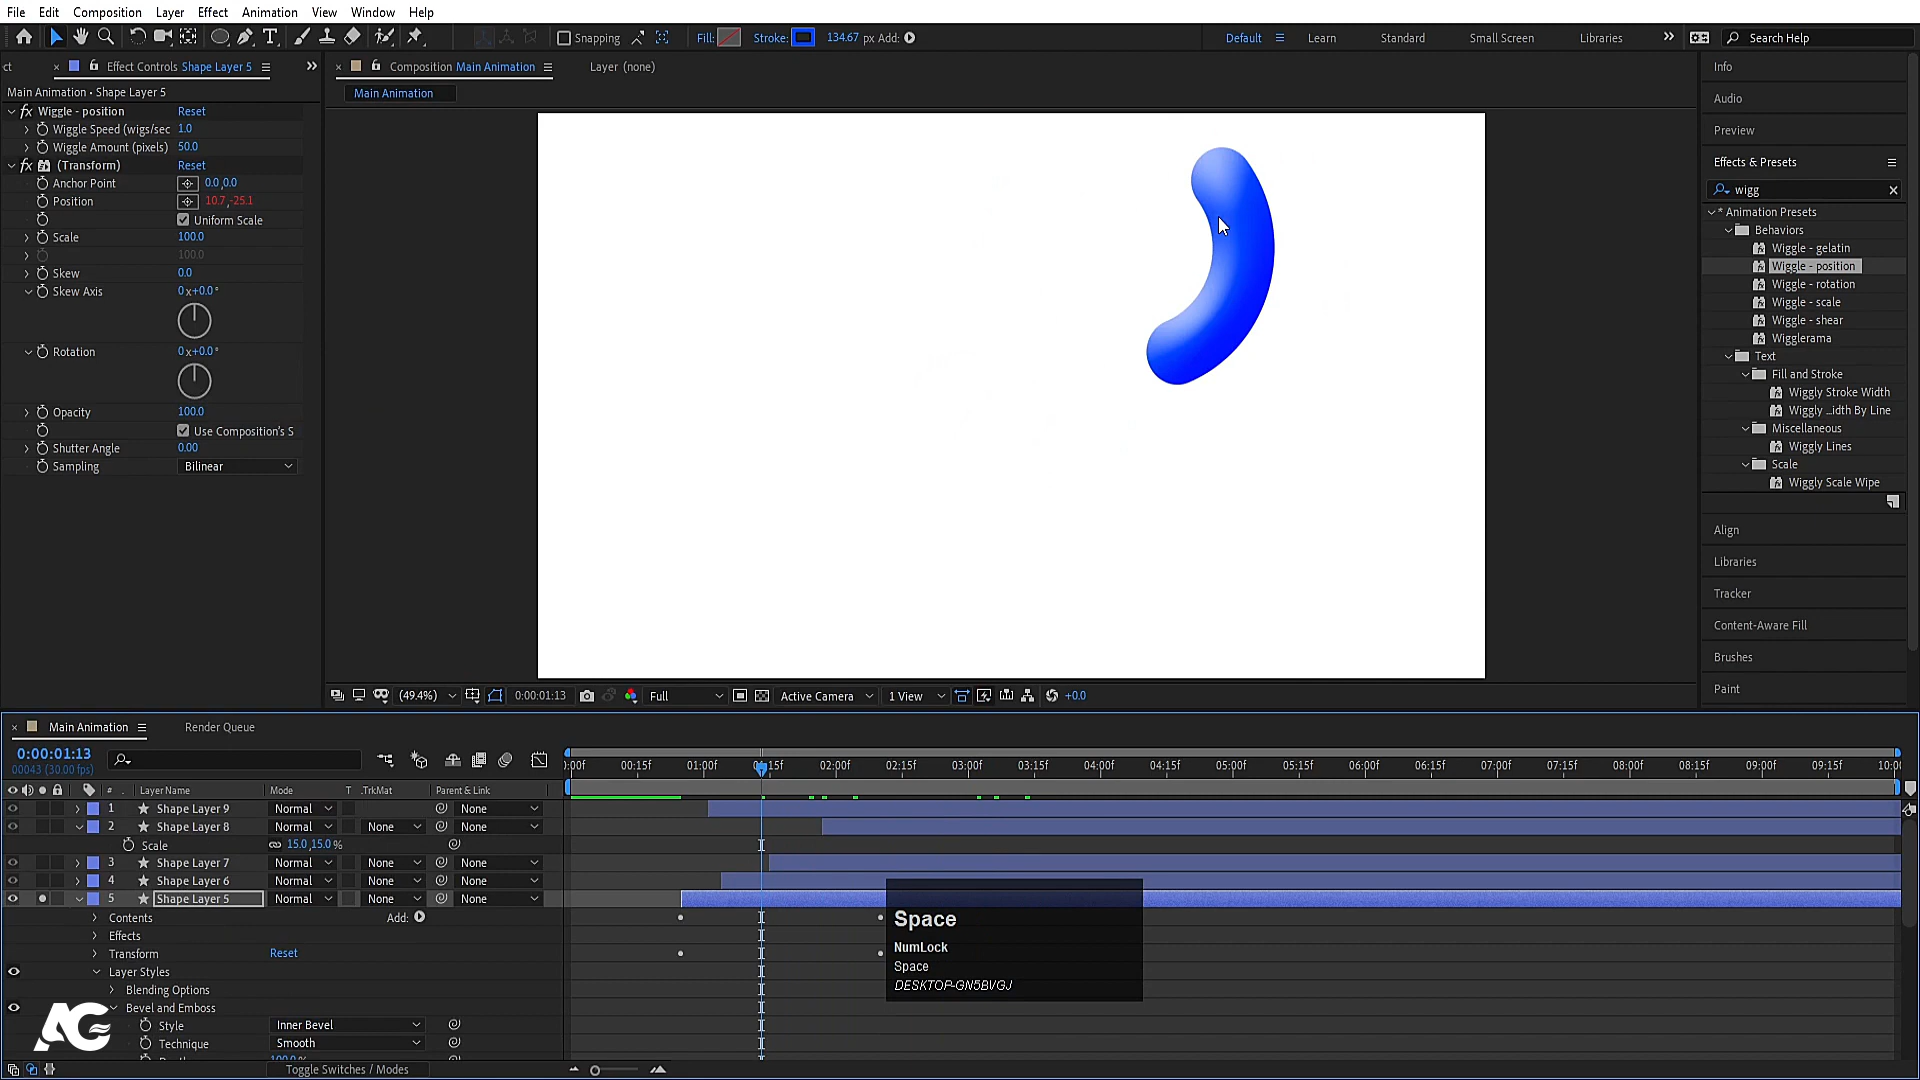 File Edit Composition Layer Effect Animation View Window Help
Snapping Fill: Stroke: 134.67 px Add: Default Learn Standard Small Screen Libraries Search Help
ct Effect Controls Shape Layer 5 Composition Main Animation Layer (none) Info
Main Animation • Shape Layer 5 Main Animation
Wiggle - position Reset Audio
Wiggle Speed (wigs/sec 1.0 Preview
Wiggle Amount (pixels) 50.0
(Transform) Reset Effects & Presets
Anchor Point 0.0,0.0 wigg
Position 10.7,-25.1
Uniform Scale * Animation Presets
Scale 100.0 Behaviors
100.0 Wiggle - gelatin
Skew 0.0 Wiggle - position
Skew Axis 0x+0.0° Wiggle - rotation
Wiggle - scale
Wiggle - shear
Wigglerama
Rotation 0x+0.0° Text
Fill and Stroke
Wiggly Stroke Width
Opacity 100.0 Wiggly ...idth By Line
Use Composition's S Miscellaneous
Shutter Angle 0.00 Wiggly Lines
Sampling Bilinear Scale
Wiggly Scale Wipe
Align
Libraries
Tracker
Content-Aware Fill
Brushes
Paint
(49.4%) 0:00:01:13 Full Active Camera 1 View +0.0
Main Animation Render Queue
0:00:01:13
00043 (30.00 fps)
:00f 00:15f 01:00f 02:00f 02:15f 03:00f 03:15f 04:00f 04:15f 05:00f 05:15f 06:00f 06:15f 07:00f 07:15f 08:00f 08:15f 09:00f 09:15f 10:00
# Layer Name Mode T .TrkMat Parent & Link
1 Shape Layer 9 Normal None
2 Shape Layer 8 Normal None None
Scale 15.0,15.0 %
3 Shape Layer 7 Normal None None
4 Shape Layer 6 Normal None None
5 Shape Layer 5 Normal None None
Contents Add:
Effects
Transform Reset
Layer Styles
Blending Options
Bevel and Emboss
Style Inner Bevel
Technique Smooth
Toggle Switches / Modes
Space
NumLock
Space
DESKTOP-GN5BVGJ
AG